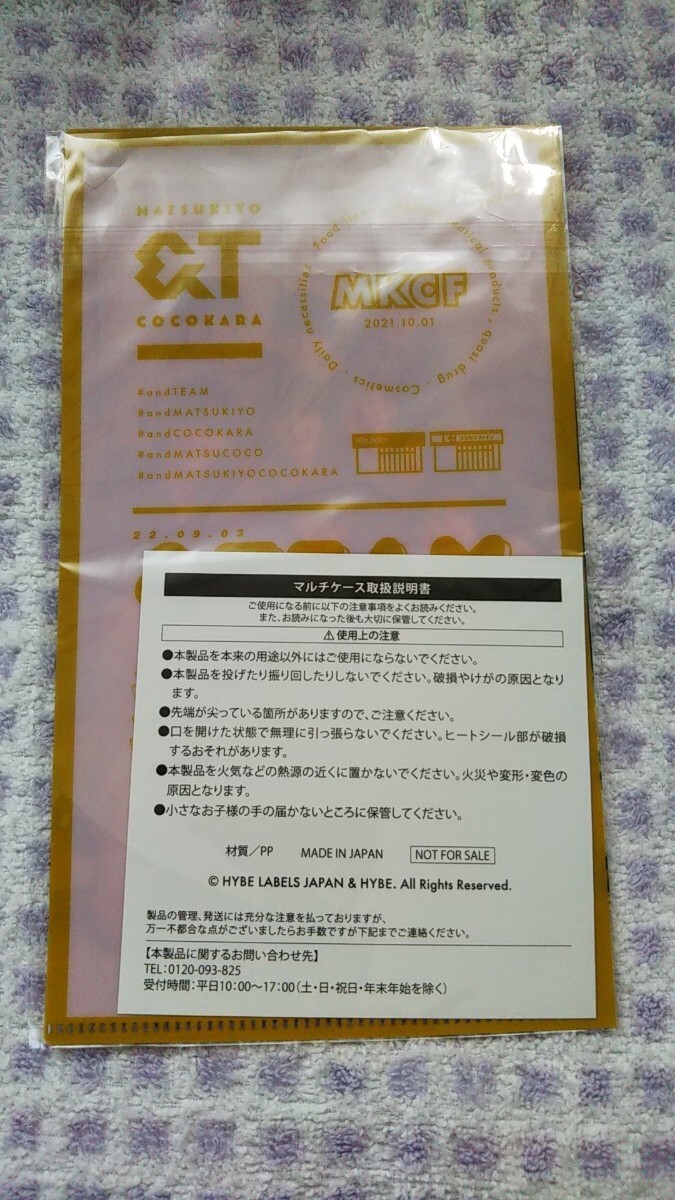 MATSUKIYO
&T
COCOKARA
Daily necessities · Food · products · quasi drug · Cosmetics ·
MKCF
2021.10.01
#andTEAM
#andMATSUKIYO
#andCOCOKARA
#andMATSUCOCO
#andMATSUKIYOCOCOKARA
22.09.03
マルチケース取扱説明書
ご使用になる前に以下の注意事項をよくお読みください。
また、お読みになった後も大切に保管してください。
⚠使用上の注意
●本製品を本来の用途以外にはご使用にならないでください。
●本製品を投げたり振り回したりしないでください。破損やけがの原因となり
ます。
●先端が尖っている箇所がありますので、ご注意ください。
●口を開けた状態で無理に引っ張らないでください。ヒートシール部が破損
するおそれがあります。
●本製品を火気などの熱源の近くに置かないでください。火災や変形・変色の
原因となります。
●小さなお子様の手の届かないところに保管してください。
材質／PP MADE IN JAPAN NOT FOR SALE
© HYBE LABELS JAPAN & HYBE. All Rights Reserved.
製品の管理、発送には充分な注意を払っておりますが、
万一不都合な点がございましたらお手数ですが下記までご連絡ください。
【本製品に関するお問い合わせ先】
TEL：0120-093-825
受付時間：平日10：00～17：00（土・日・祝日・年末年始を除く）